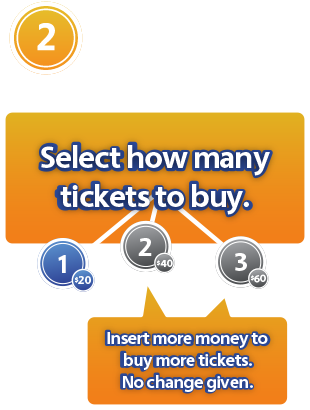 2
Select how many
tickets to buy.
1
$20
2
$40
3
$60
Insert more money to
buy more tickets.
No change given.